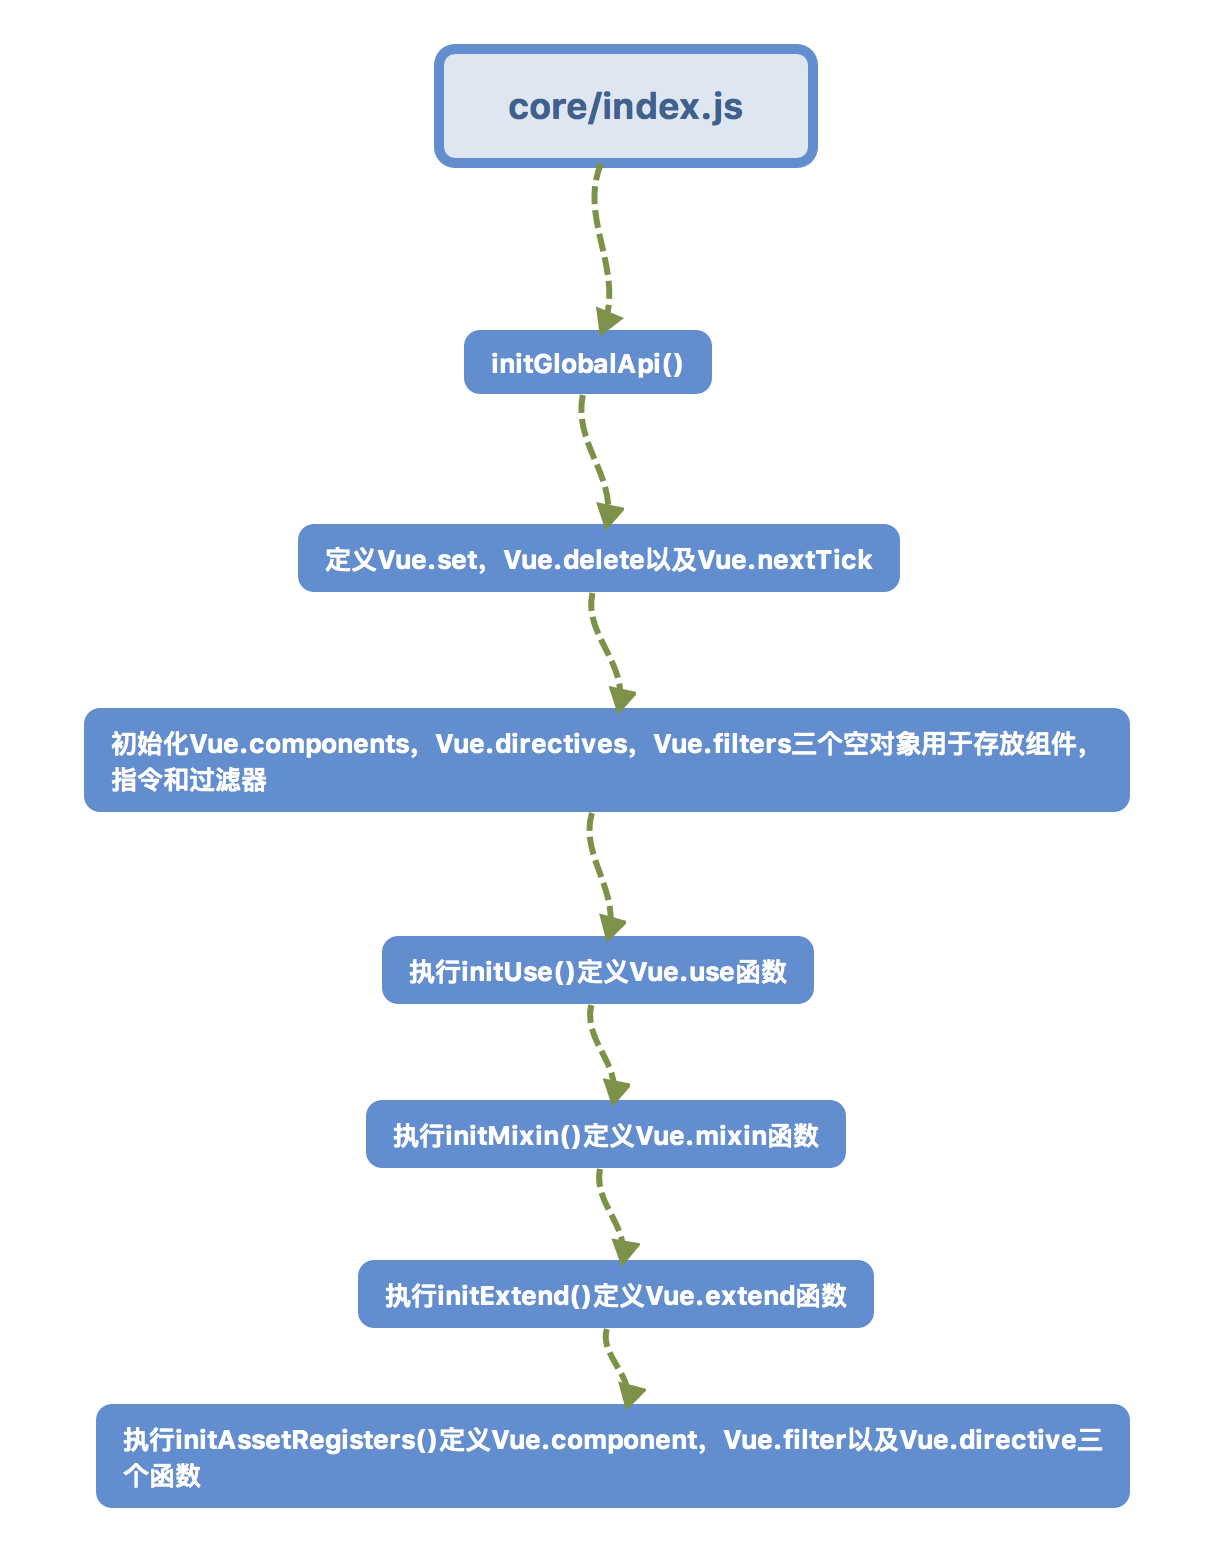 core/index.js
initGlobalApi()
定义Vue.set，Vue.delete以及Vue.nextTick
初始化Vue.components，Vue.directives，Vue.filters三个空对象用于存放组件，
指令和过滤器
执行initUse()定义Vue.use函数
执行initMixin()定义Vue.mixin函数
执行initExtend()定义Vue.extend函数
执行initAssetRegisters()定义Vue.component，Vue.filter以及Vue.directive三
个函数